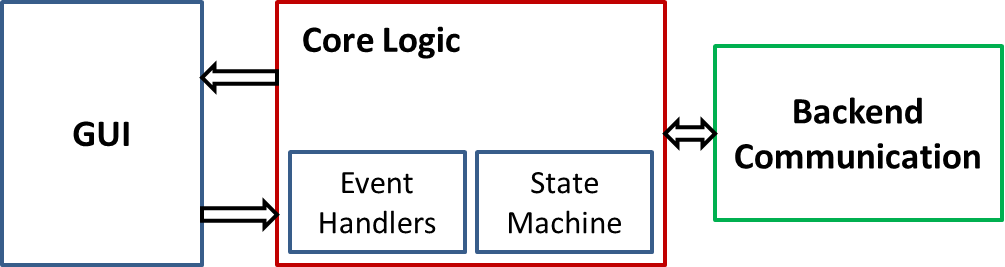 GUI
Core Logic
Event
Handlers
State
Machine
Backend
Communication